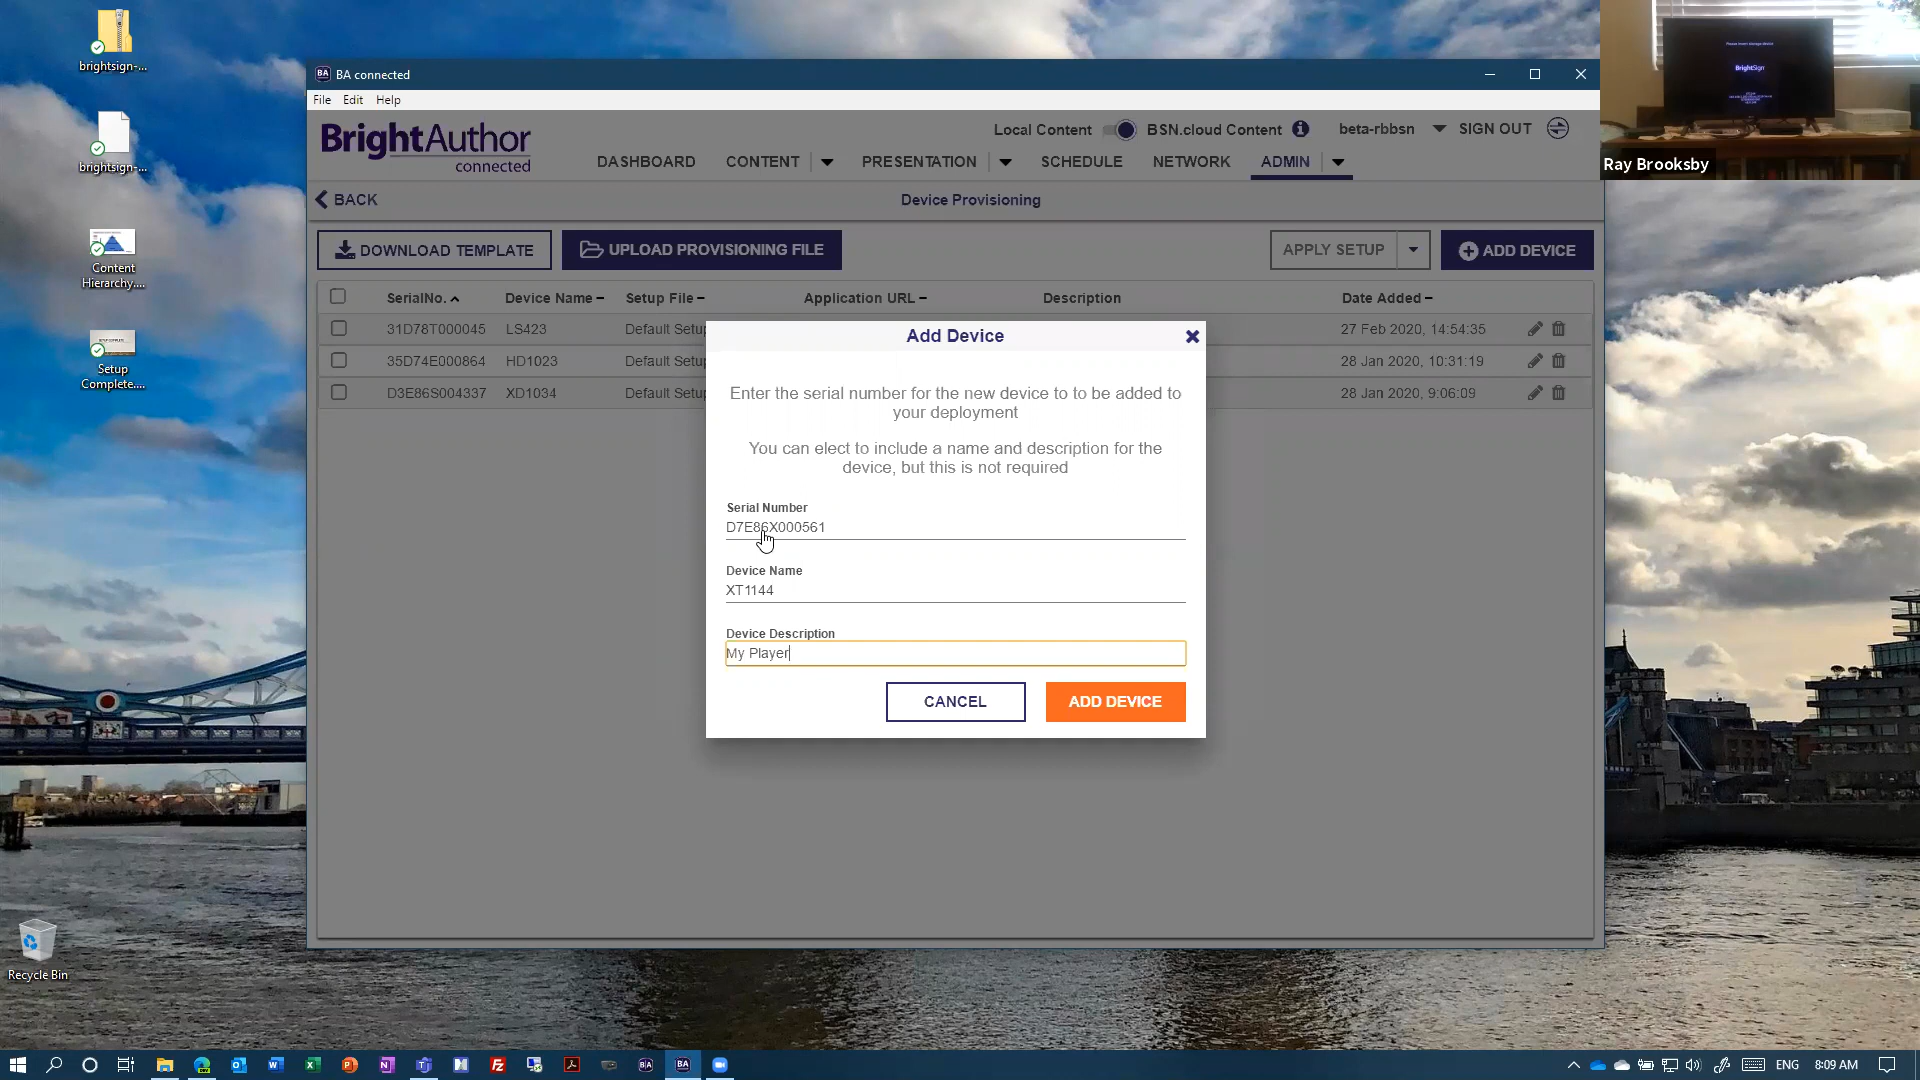 brightsign-...
brightsign-...
Content
Hierarchy....
Setup
Complete....
Recycle Bin
BA connected
File Edit Help
BrightAuthor
connected
Local Content BSN.cloud Content beta-rbbsn SIGN OUT
DASHBOARD CONTENT PRESENTATION SCHEDULE NETWORK ADMIN
BACK Device Provisioning
DOWNLOAD TEMPLATE UPLOAD PROVISIONING FILE APPLY SETUP ADD DEVICE
SerialNo. Device Name Setup File Application URL Description Date Added
31D78T000045 LS423 Default Setup 27 Feb 2020, 14:54:35
35D74E000864 HD1023 Default Setup 28 Jan 2020, 10:31:19
D3E86S004337 XD1034 Default Setup 28 Jan 2020, 9:06:09
Add Device
Enter the serial number for the new device to to be added to
your deployment
You can elect to include a name and description for the
device, but this is not required
Serial Number
D7E86X000561
Device Name
XT1144
Device Description
My Player
CANCEL ADD DEVICE
Please insert storage device
BrightSign
Ray Brooksby
ENG 8:09 AM